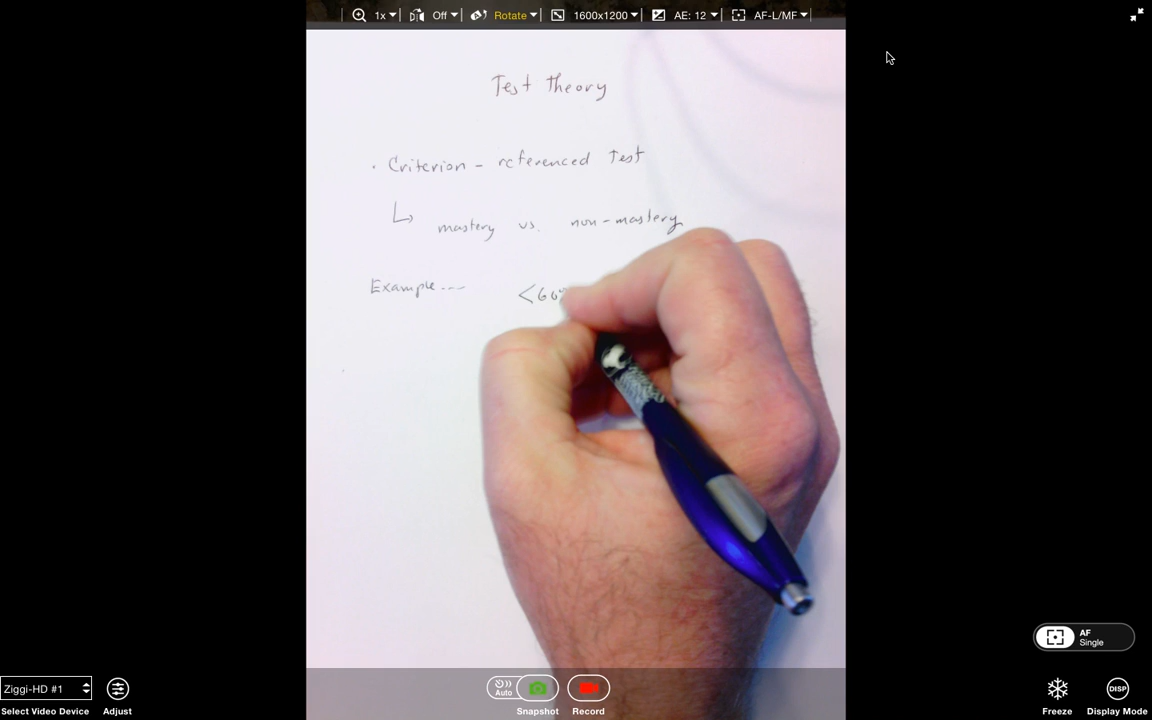 1x Off Rotate 1600x1200 AE: 12 AF-L/MF
Test Theory
· Criterion - referenced Test
mastery vs. non-mastery
Example....    <60%
AF
Single
Ziggi-HD #1
Auto
Select Video Device Adjust Snapshot Record Freeze Display Mode
DISP